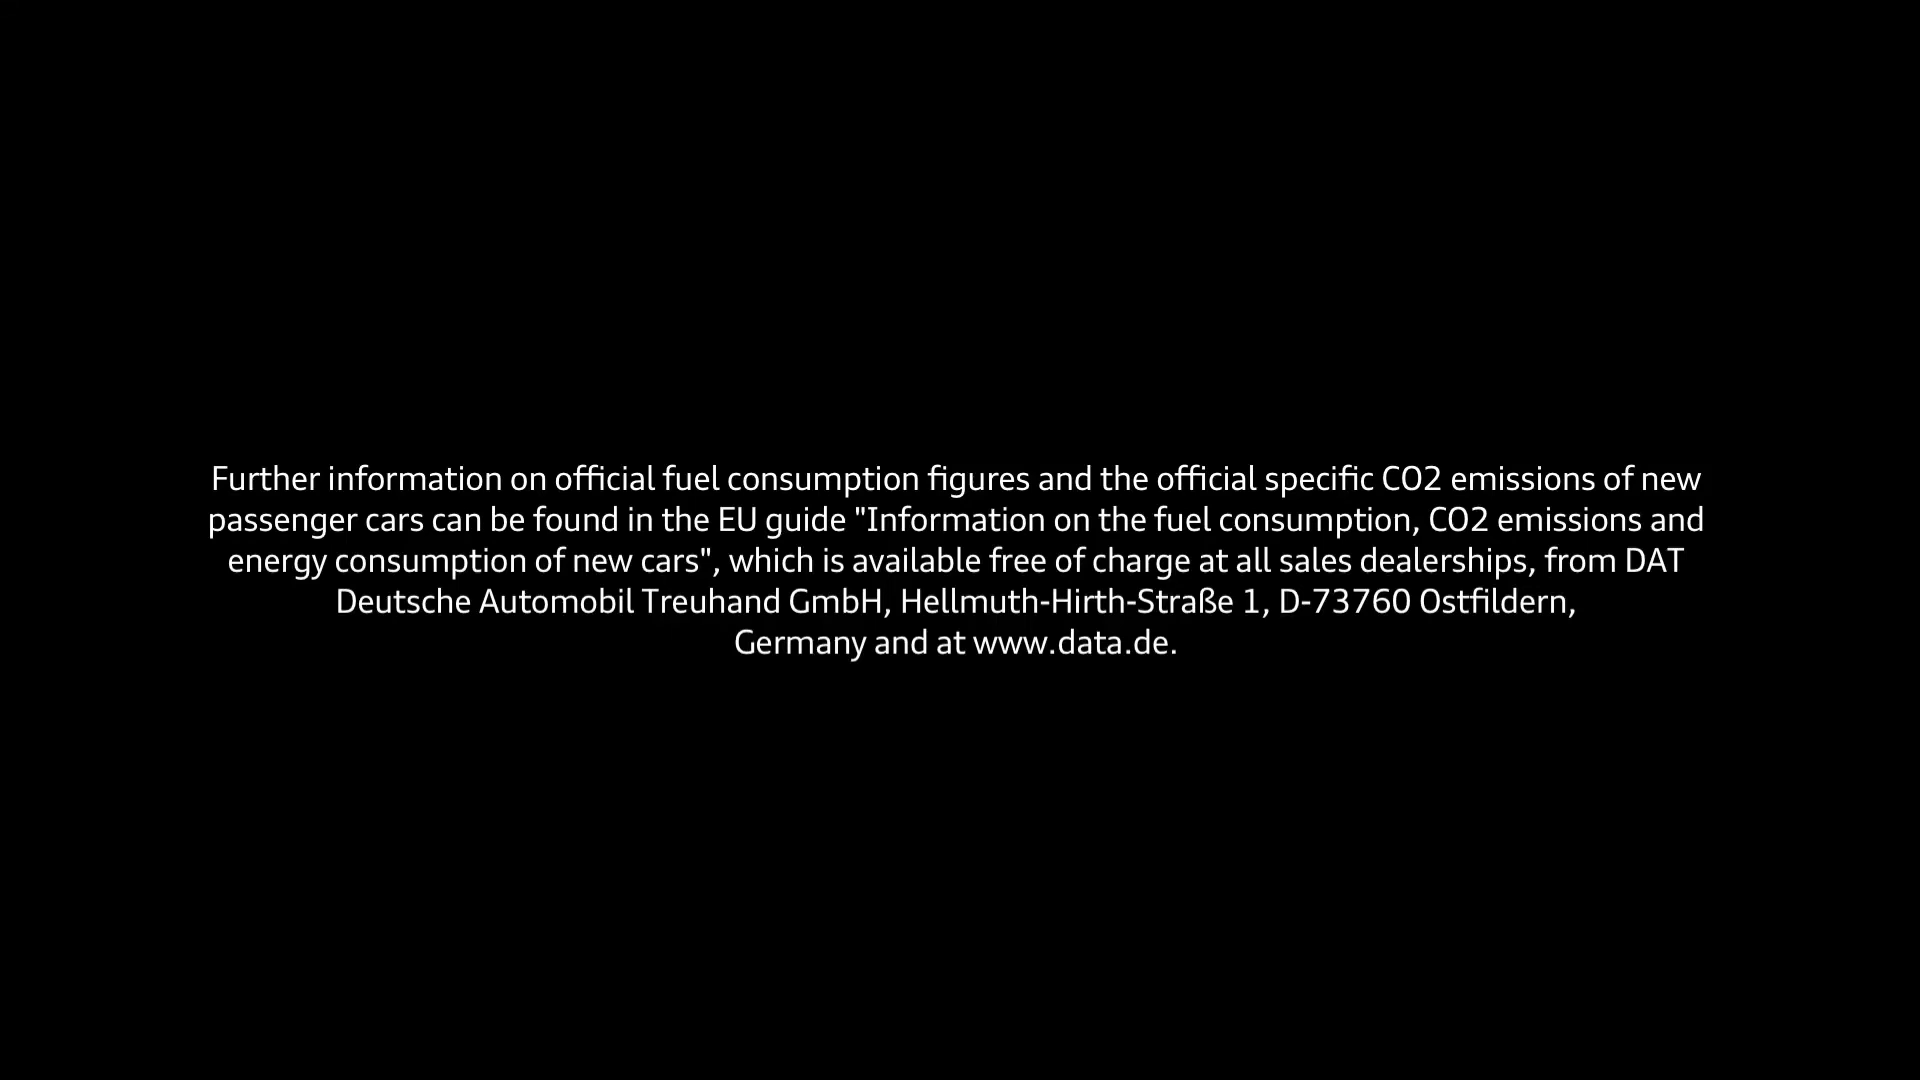 Further information on official fuel consumption figures and the official specific CO2 emissions of new
passenger cars can be found in the EU guide "Information on the fuel consumption, CO2 emissions and
energy consumption of new cars", which is available free of charge at all sales dealerships, from DAT
Deutsche Automobil Treuhand GmbH, Hellmuth-Hirth-Straße 1, D-73760 Ostfildern,
Germany and at www.data.de.